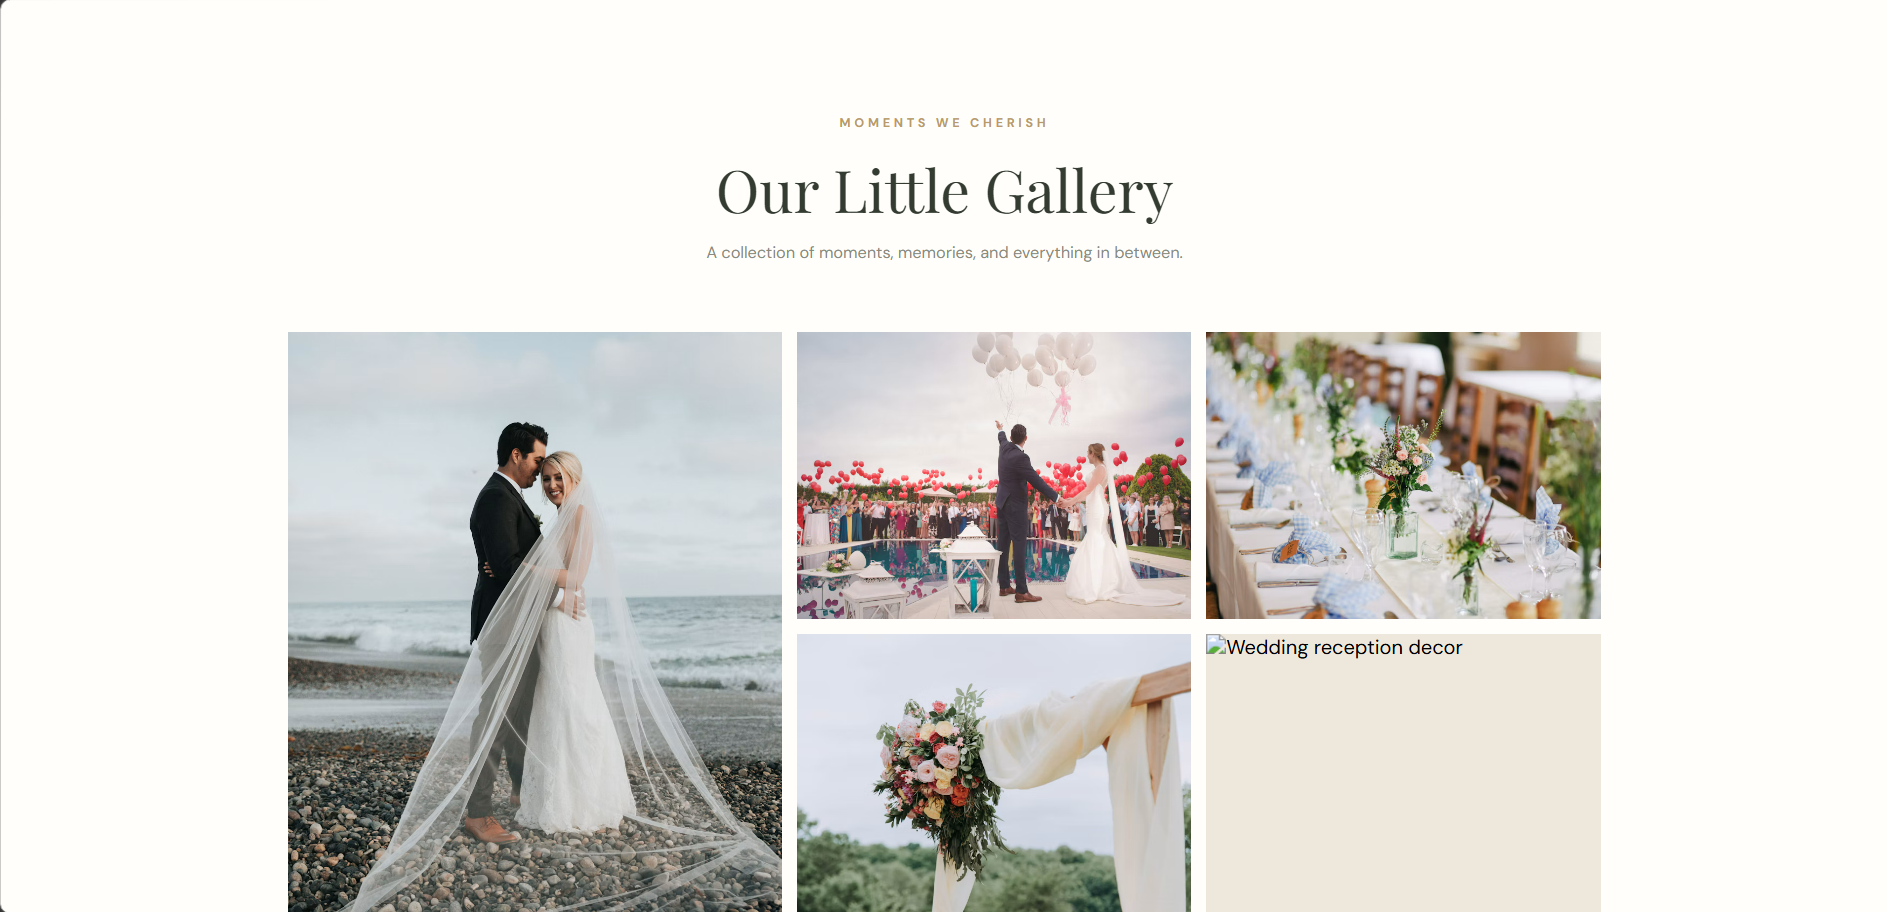 MOMENTS WE CHERISH
Our Little Gallery
A collection of moments, memories, and everything in between.
Wedding reception decor